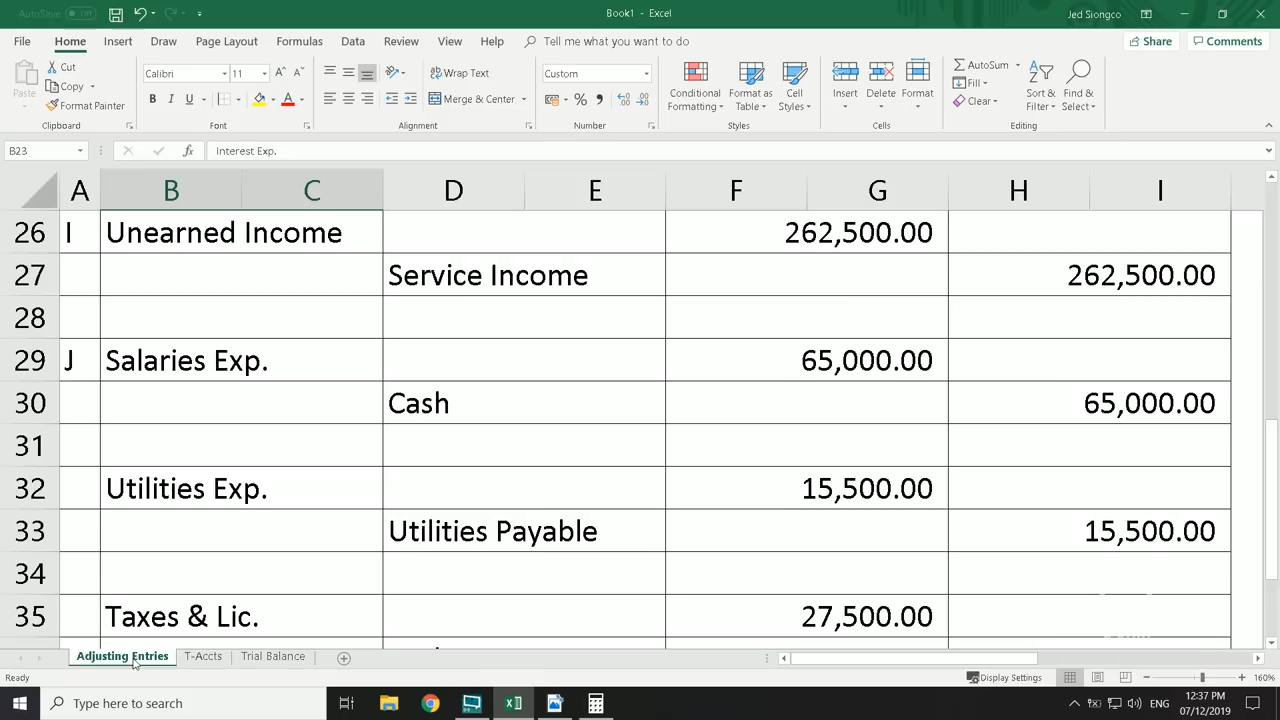 AutoSave Off Book1 - Excel Jed Siongco
File Home Insert Draw Page Layout Formulas Data Review View Help Tell me what you want to do Share Comments
Paste Cut Copy Format Painter Clipboard
Calibri 11 B I U A Font
Wrap Text Merge & Center Alignment
Custom % Number
Conditional Formatting Format as Table Cell Styles Styles
Insert Delete Format Cells
AutoSum Fill Clear Sort & Filter Find & Select Editing
B23 fx Interest Exp.
A B C D E F G H I
26 I Unearned Income 262,500.00
27 Service Income 262,500.00
28
29 J Salaries Exp. 65,000.00
30 Cash 65,000.00
31
32 Utilities Exp. 15,500.00
33 Utilities Payable 15,500.00
34
35 Taxes & Lic. 27,500.00
Adjusting Entries T-Accts Trial Balance
Ready Display Settings 160%
Type here to search ENG 12:37 PM
07/12/2019